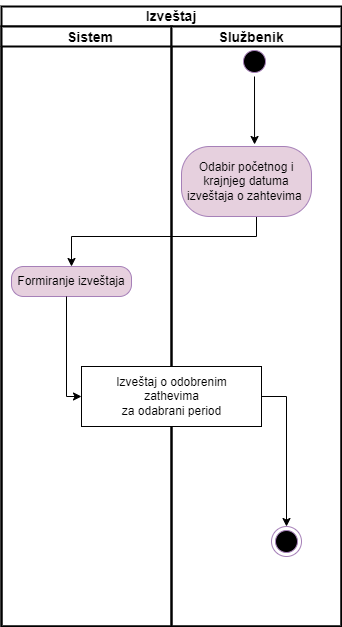 Izveštaj
Sistem
Službenik
Odabir početnog i
krajnjeg datuma
izveštaja o zahtevima
Formiranje izveštaja
Izveštaj o odobrenim
zathevima
za odabrani period